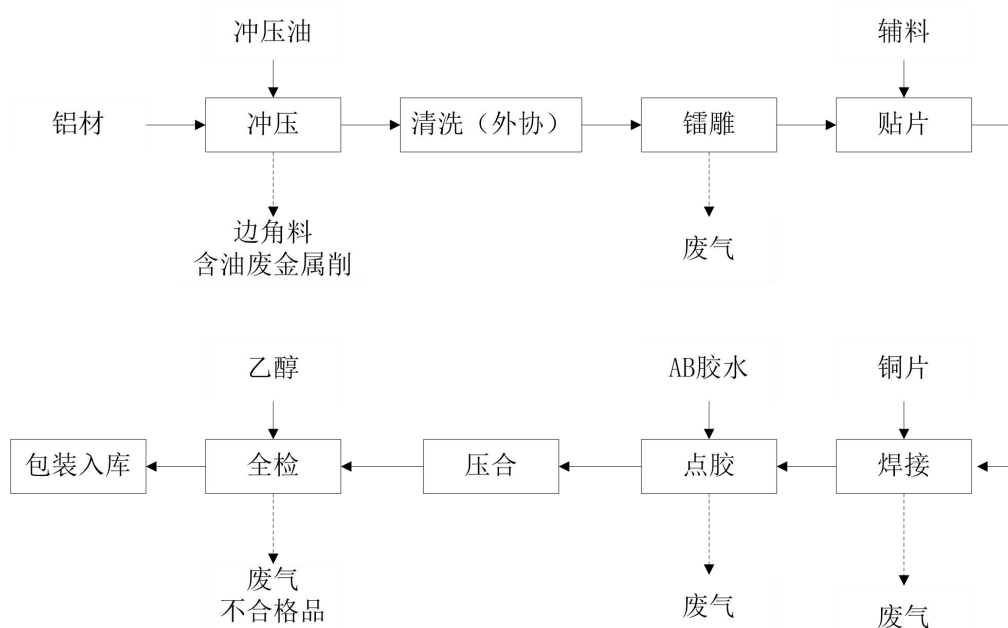 冲压油
辅料
铝材
冲压
清洗（外协）
镭雕
贴片
边角料
含油废金属削
废气
乙醇
AB胶水
铜片
包装入库
全检
压合
点胶
焊接
废气
不合格品
废气
废气